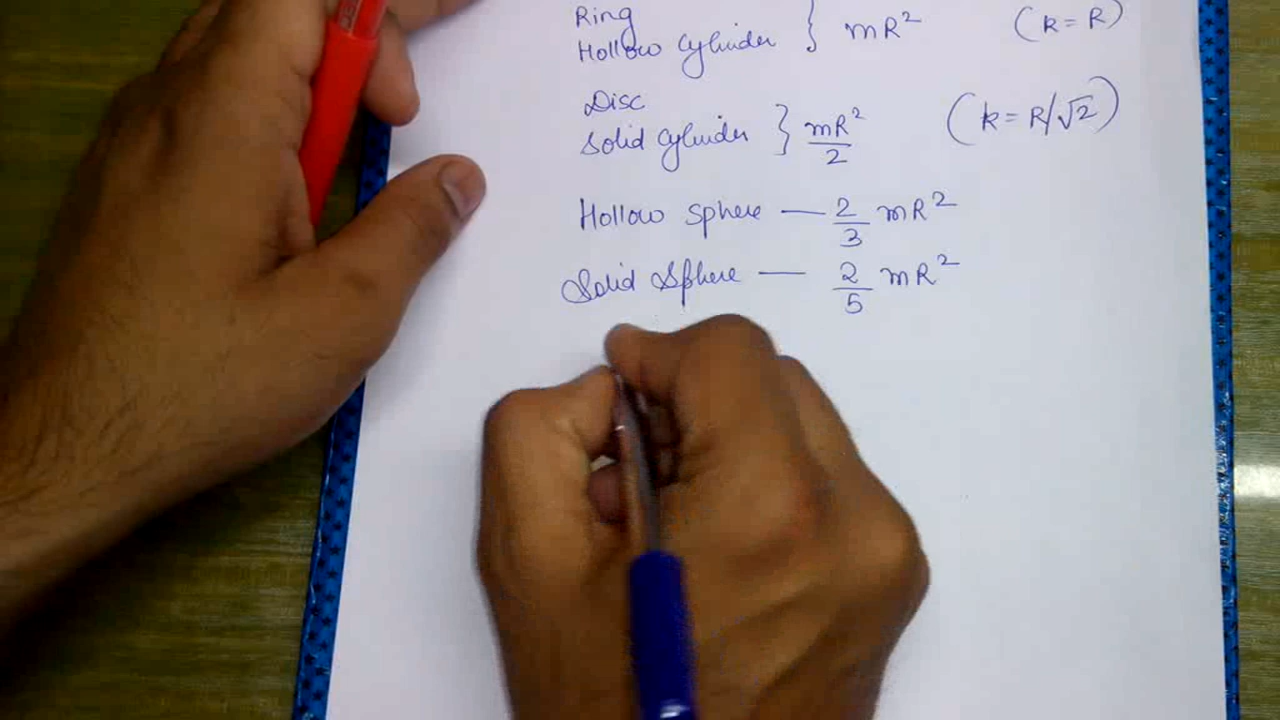 Ring
Hollow Cylinder } mR² (k = R)
Disc
Solid Cylinder } mR²/2 (k = R/√2)
Hollow Sphere — 2/3 mR²
Solid Sphere — 2/5 mR²